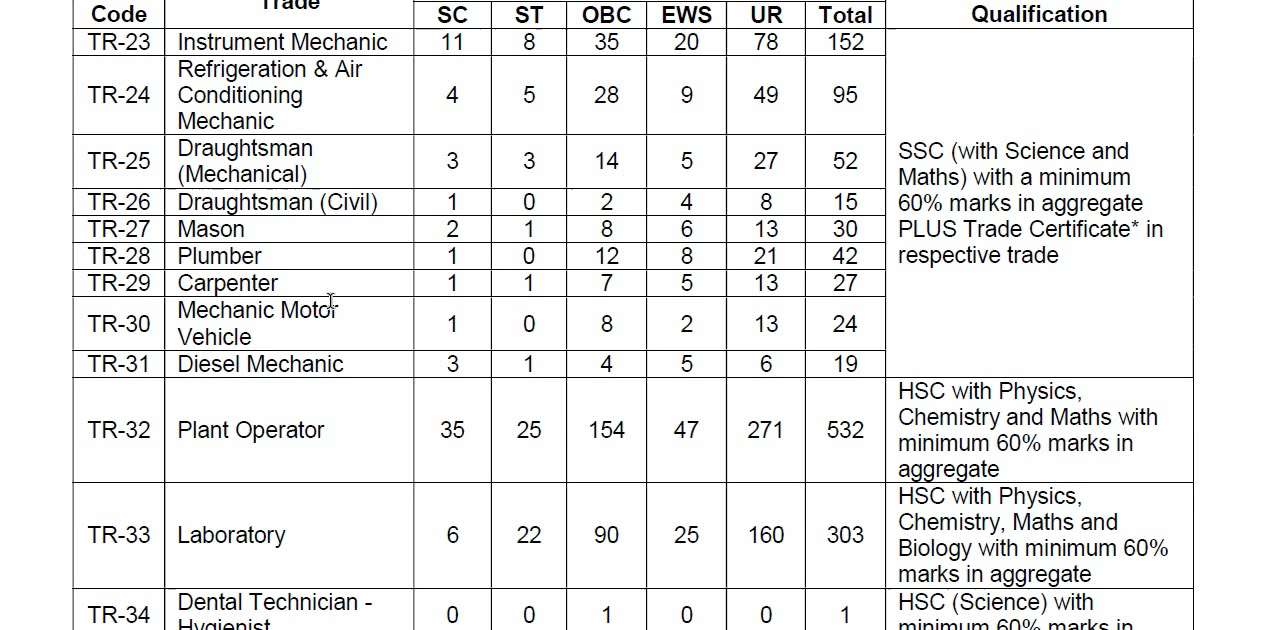 Trade
Code SC ST OBC EWS UR Total Qualification
TR-23 Instrument Mechanic 11 8 35 20 78 152
TR-24 Refrigeration & Air Conditioning Mechanic 4 5 28 9 49 95
TR-25 Draughtsman (Mechanical) 3 3 14 5 27 52
TR-26 Draughtsman (Civil) 1 0 2 4 8 15
TR-27 Mason 2 1 8 6 13 30
TR-28 Plumber 1 0 12 8 21 42
TR-29 Carpenter 1 1 7 5 13 27
TR-30 Mechanic Motor Vehicle 1 0 8 2 13 24
TR-31 Diesel Mechanic 3 1 4 5 6 19
SSC (with Science and
Maths) with a minimum
60% marks in aggregate
PLUS Trade Certificate* in
respective trade
TR-32 Plant Operator 35 25 154 47 271 532
HSC with Physics,
Chemistry and Maths with
minimum 60% marks in
aggregate
TR-33 Laboratory 6 22 90 25 160 303
HSC with Physics,
Chemistry, Maths and
Biology with minimum 60%
marks in aggregate
TR-34 Dental Technician - Hygienist 0 0 1 0 0 1
HSC (Science) with
minimum 60% marks in